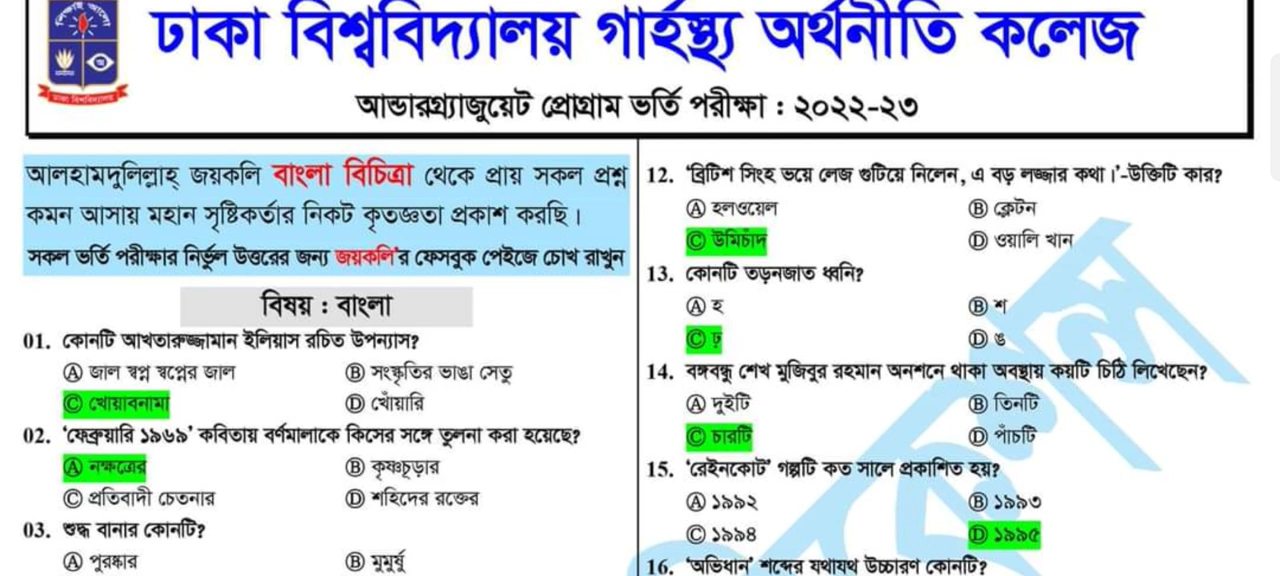 ঢাকা বিশ্ববিদ্যালয় গার্হস্থ্য অর্থনীতি কলেজ
আন্ডারগ্র্যাজুয়েট প্রোগ্রাম ভর্তি পরীক্ষা : ২০২২-২৩
শিক্ষাই আলো
ঢাকা বিশ্ববিদ্যালয়
আলহামদুলিল্লাহ্ জয়কলি বাংলা বিচিত্রা থেকে প্রায় সকল প্রশ্ন
কমন আসায় মহান সৃষ্টিকর্তার নিকট কৃতজ্ঞতা প্রকাশ করছি।
সকল ভর্তি পরীক্ষার নির্ভুল উত্তরের জন্য জয়কলি'র ফেসবুক পেইজে চোখ রাখুন
বিষয় : বাংলা
01. কোনটি আখতারুজ্জামান ইলিয়াস রচিত উপন্যাস?
Ⓐ জাল স্বপ্ন স্বপ্নের জাল Ⓑ সংস্কৃতির ভাঙা সেতু
Ⓒ খোয়াবনামা Ⓓ খোঁয়ারি
02. 'ফেব্রুয়ারি ১৯৬৯' কবিতায় বর্ণমালাকে কিসের সঙ্গে তুলনা করা হয়েছে?
Ⓐ নক্ষত্রের Ⓑ কৃষ্ণচূড়ার
Ⓒ প্রতিবাদী চেতনার Ⓓ শহিদের রক্তের
03. শুদ্ধ বানার কোনটি?
Ⓐ পুরষ্কার Ⓑ মুমুর্ষু
12. 'ব্রিটিশ সিংহ ভয়ে লেজ গুটিয়ে নিলেন, এ বড় লজ্জার কথা।'-উক্তিটি কার?
Ⓐ হলওয়েল Ⓑ ক্লেটন
Ⓒ উমিচাঁদ Ⓓ ওয়ালি খান
13. কোনটি তড়নজাত ধ্বনি?
Ⓐ হ Ⓑ শ
Ⓒ ঢ় Ⓓ ঙ
14. বঙ্গবন্ধু শেখ মুজিবুর রহমান অনশনে থাকা অবস্থায় কয়টি চিঠি লিখেছেন?
Ⓐ দুইটি Ⓑ তিনটি
Ⓒ চারটি Ⓓ পাঁচটি
15. 'রেইনকোট' গল্পটি কত সালে প্রকাশিত হয়?
Ⓐ ১৯৯২ Ⓑ ১৯৯৩
Ⓒ ১৯৯৪ Ⓓ ১৯৯৫
16. 'অভিধান' শব্দের যথাযথ উচ্চারণ কোনটি?